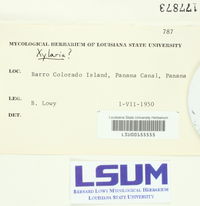 177873
787
MYCOLOGICAL HERBARIUM OF LOUISIANA STATE UNIVERSITY
Xylaria?
LOC. Barro Colorado Island, Panama Canal, Panama
LEG. B. Lowy 1-VII-1950
DET.
Louisiana State University Herbarium
LSUM
BERNARD LOWY MYCOLOGICAL HERBARIUM
LOUISIANA STATE UNIVERSITY